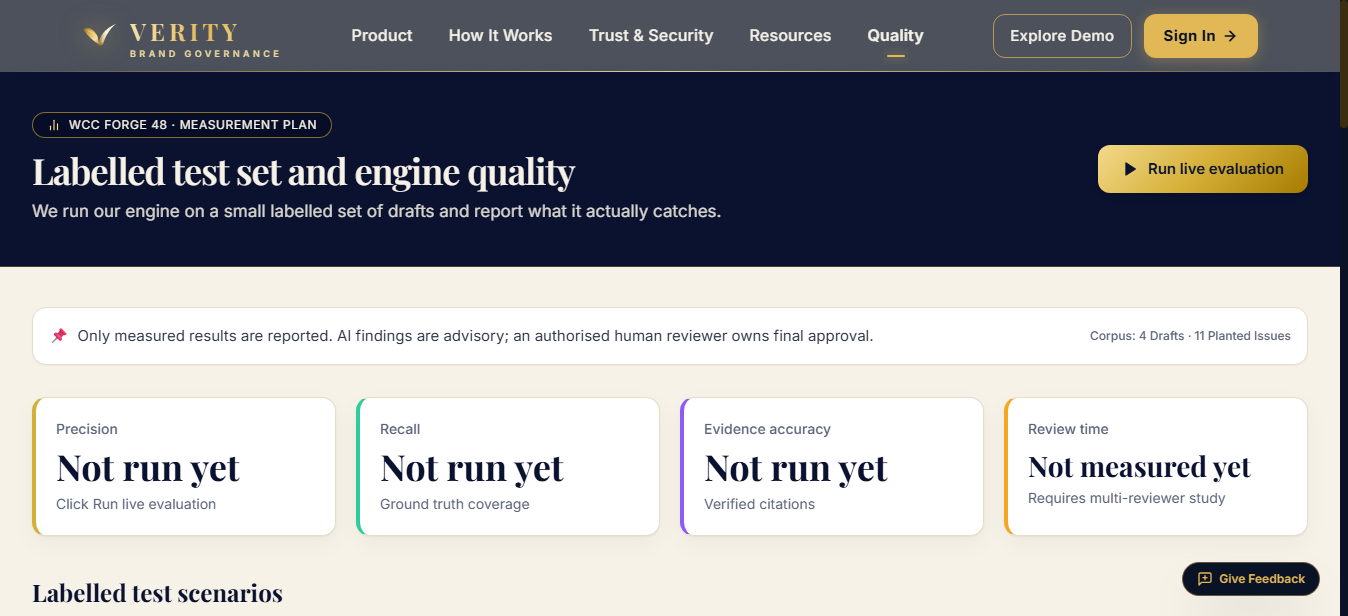 VERITY
BRAND GOVERNANCE
Product
How It Works
Trust & Security
Resources
Quality
Explore Demo
Sign In →
WCC FORGE 48 · MEASUREMENT PLAN
Labelled test set and engine quality
We run our engine on a small labelled set of drafts and report what it actually catches.
Run live evaluation
Only measured results are reported. AI findings are advisory; an authorised human reviewer owns final approval.
Corpus: 4 Drafts · 11 Planted Issues
Precision
Not run yet
Click Run live evaluation
Recall
Not run yet
Ground truth coverage
Evidence accuracy
Not run yet
Verified citations
Review time
Not measured yet
Requires multi-reviewer study
Labelled test scenarios
Give Feedback